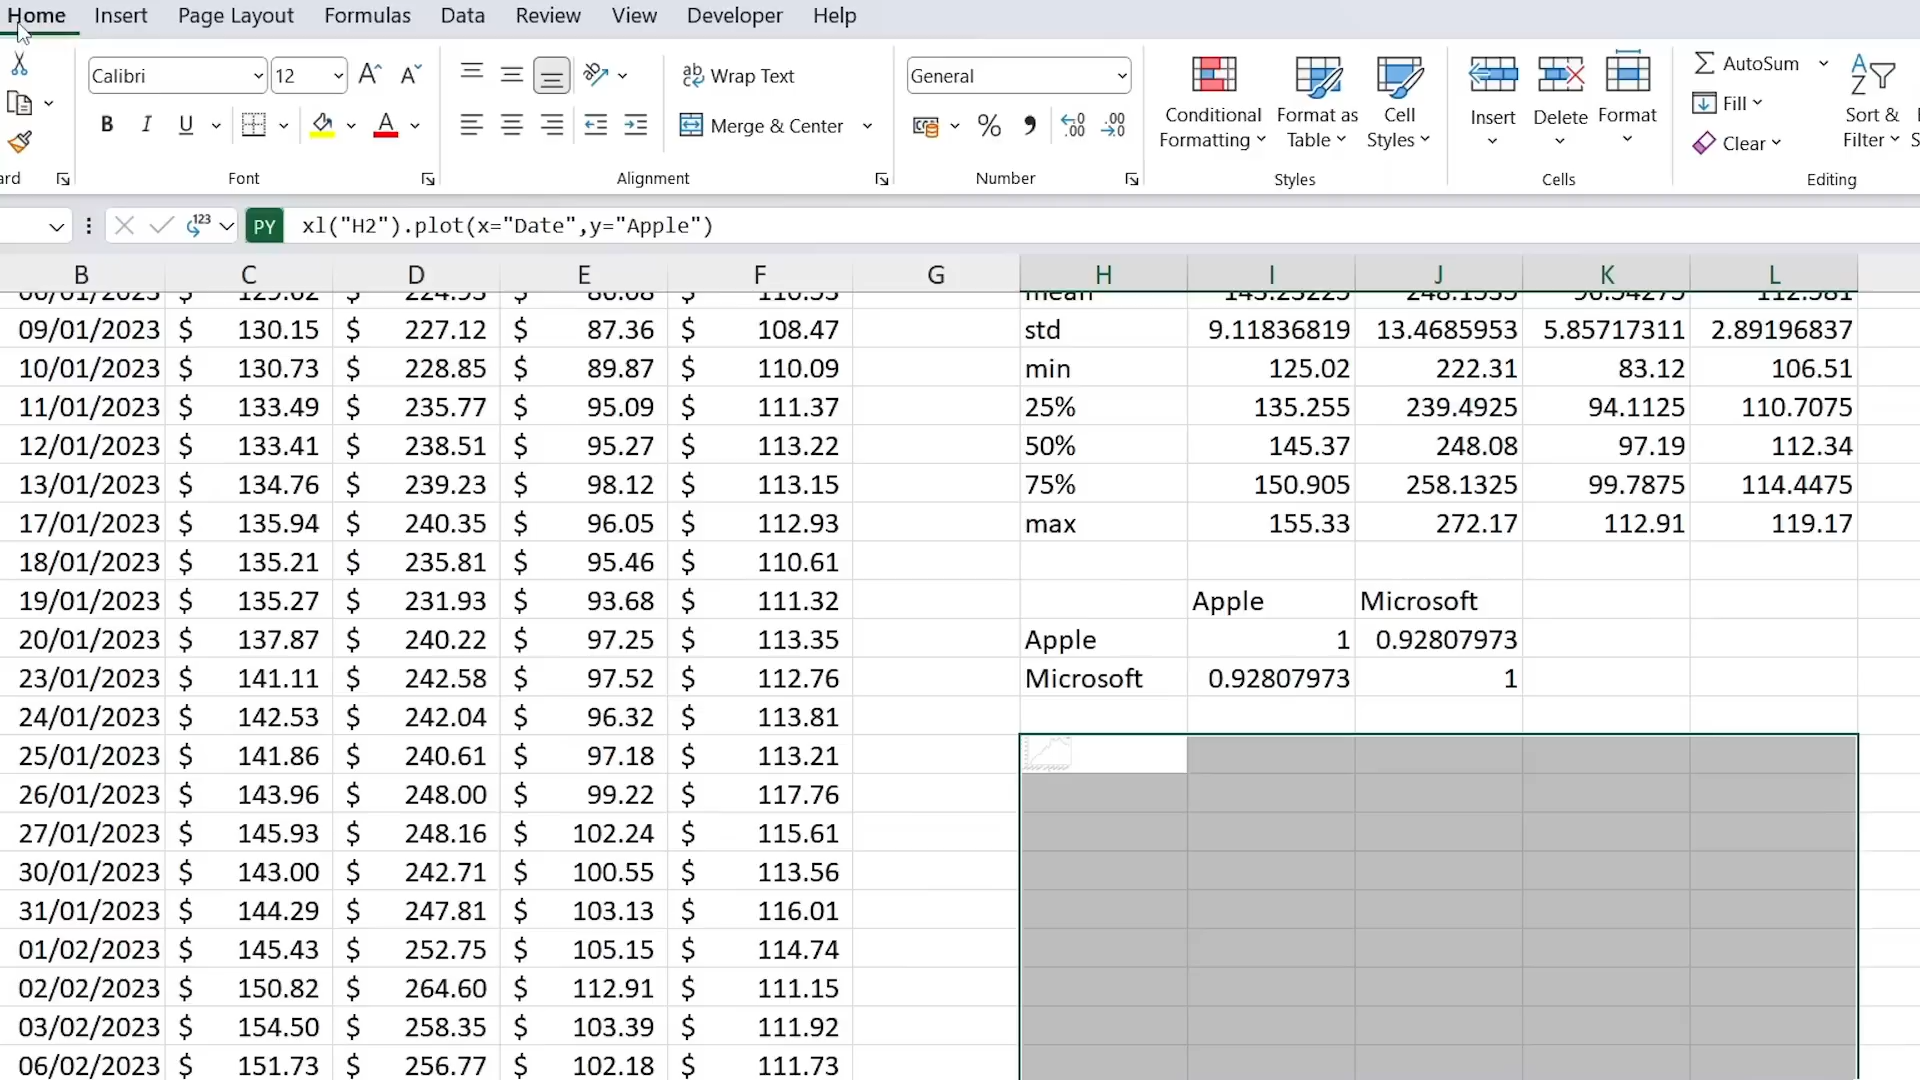 Home Insert Page Layout Formulas Data Review View Developer Help
Calibri 12 Wrap Text General AutoSum
Conditional Formatting Format as Table Cell Styles Insert Delete Format Fill Sort & Filter
B I U Merge & Center % Clear
Font Alignment Number Styles Cells Editing
PY xl("H2").plot(x="Date",y="Apple")
B C D E F G H I J K L
09/01/2023 $ 130.15 $ 227.12 $ 87.36 $ 108.47 std 9.11836819 13.4685953 5.85717311 2.89196837
10/01/2023 $ 130.73 $ 228.85 $ 89.87 $ 110.09 min 125.02 222.31 83.12 106.51
11/01/2023 $ 133.49 $ 235.77 $ 95.09 $ 111.37 25% 135.255 239.4925 94.1125 110.7075
12/01/2023 $ 133.41 $ 238.51 $ 95.27 $ 113.22 50% 145.37 248.08 97.19 112.34
13/01/2023 $ 134.76 $ 239.23 $ 98.12 $ 113.15 75% 150.905 258.1325 99.7875 114.4475
17/01/2023 $ 135.94 $ 240.35 $ 96.05 $ 112.93 max 155.33 272.17 112.91 119.17
18/01/2023 $ 135.21 $ 235.81 $ 95.46 $ 110.61
19/01/2023 $ 135.27 $ 231.93 $ 93.68 $ 111.32 Apple Microsoft
20/01/2023 $ 137.87 $ 240.22 $ 97.25 $ 113.35 Apple 1 0.92807973
23/01/2023 $ 141.11 $ 242.58 $ 97.52 $ 112.76 Microsoft 0.92807973 1
24/01/2023 $ 142.53 $ 242.04 $ 96.32 $ 113.81
25/01/2023 $ 141.86 $ 240.61 $ 97.18 $ 113.21
26/01/2023 $ 143.96 $ 248.00 $ 99.22 $ 117.76
27/01/2023 $ 145.93 $ 248.16 $ 102.24 $ 115.61
30/01/2023 $ 143.00 $ 242.71 $ 100.55 $ 113.56
31/01/2023 $ 144.29 $ 247.81 $ 103.13 $ 116.01
01/02/2023 $ 145.43 $ 252.75 $ 105.15 $ 114.74
02/02/2023 $ 150.82 $ 264.60 $ 112.91 $ 111.15
03/02/2023 $ 154.50 $ 258.35 $ 103.39 $ 111.92
06/02/2023 $ 151.73 $ 256.77 $ 102.18 $ 111.73